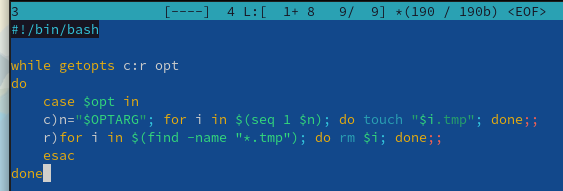 3 [----] 4 L:[ 1+ 8 9/ 9] *(190 / 190b) <EOF>
#!/bin/bash

while getopts c:r opt
do
    case $opt in
    c)n="$OPTARG"; for i in $(seq 1 $n); do touch "$i.tmp"; done;;
    r)for i in $(find -name "*.tmp"); do rm $i; done;;
    esac
done